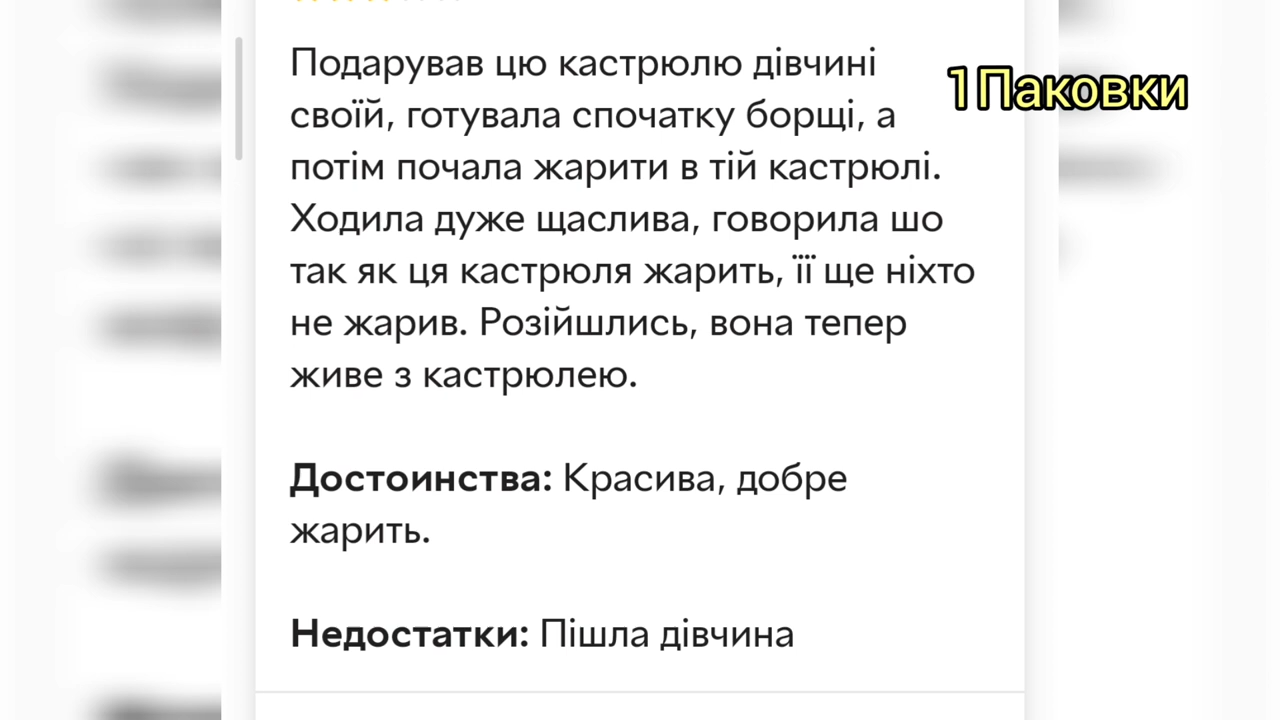 Подарував цю кастрюлю дівчині
своїй, готувала спочатку борщі, а
потім почала жарити в тій кастрюлі.
Ходила дуже щаслива, говорила шо
так як ця кастрюля жарить, її ще ніхто
не жарив. Розійшлись, вона тепер
живе з кастрюлею.
Достоинства: Красива, добре
жарить.
Недостатки: Пішла дівчина
1Паковки